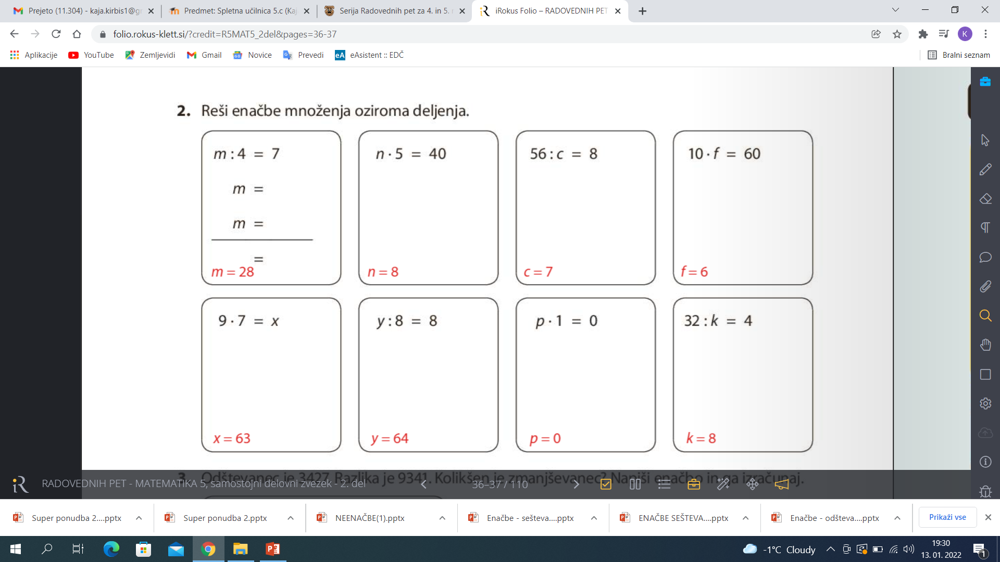 Prejeto (11.304) - kaja.kirbis1@gr
Predmet: Spletna učilnica 5.c (Kaj
Serija Radovednih pet za 4. in 5. r
iRokus Folio – RADOVEDNIH PET
folio.rokus-klett.si/?credit=R5MAT5_2del&pages=36-37
K
Aplikacije YouTube Zemljevidi Gmail Novice Prevedi eA eAsistent :: EDČ Bralni seznam
2. Reši enačbe množenja oziroma deljenja.
m : 4 = 7 n · 5 = 40 56 : c = 8 10 · f = 60
m =
m =
=
m = 28 n = 8 c = 7 f = 6
9 · 7 = x y : 8 = 8 p · 1 = 0 32 : k = 4
x = 63 y = 64 p = 0 k = 8
3. Odštevanec je 3427. Razlika je 9341. Kolikšen je zmanjševanec? Napiši enačbo in ga izračunaj.
iR RADOVEDNIH PET - MATEMATIKA 5, samostojni delovni zvezek - 2. del 36–37 / 110
Super ponudba 2....pptx Super ponudba 2.pptx NEENAČBE(1).pptx Enačbe - sešteva....pptx ENAČBE SEŠTEVA....pptx Enačbe - odšteva....pptx Prikaži vse
-1°C Cloudy
19:30
13. 01. 2022
1